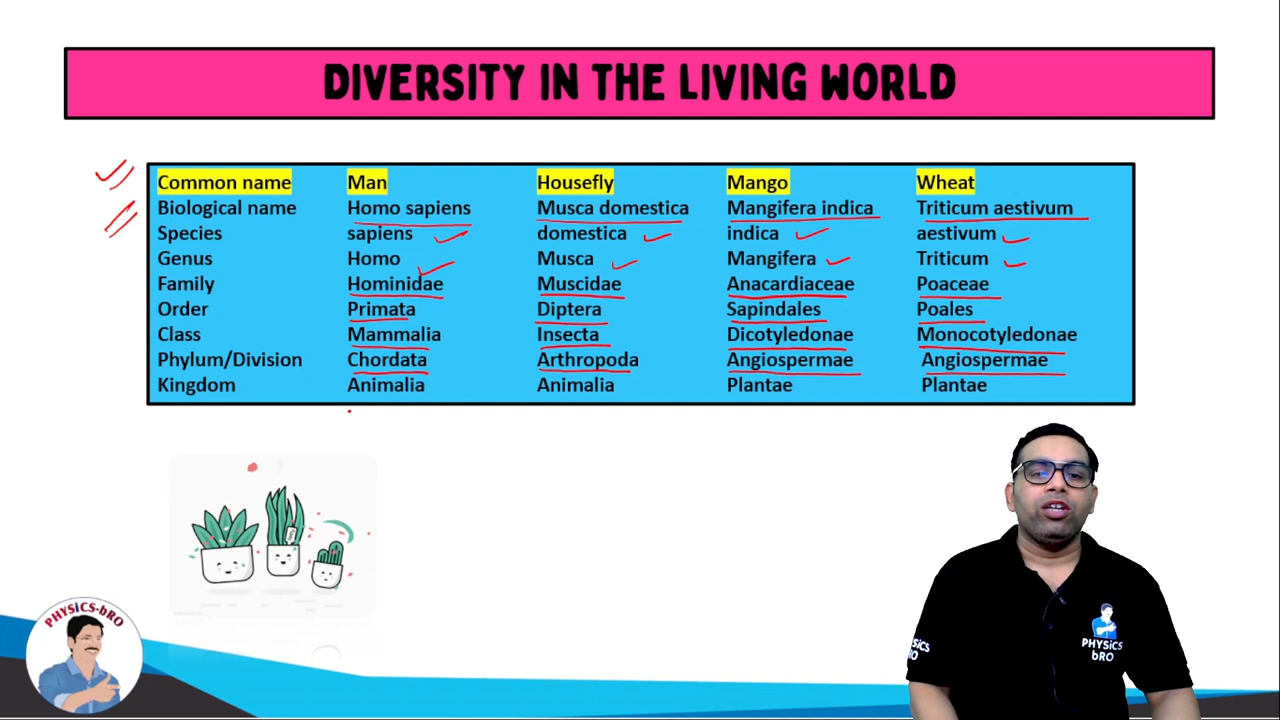 DIVERSITY IN THE LIVING WORLD
Common name Man Housefly Mango Wheat
Biological name Homo sapiens Musca domestica Mangifera indica Triticum aestivum
Species sapiens domestica indica aestivum
Genus Homo Musca Mangifera Triticum
Family Hominidae Muscidae Anacardiaceae Poaceae
Order Primata Diptera Sapindales Poales
Class Mammalia Insecta Dicotyledonae Monocotyledonae
Phylum/Division Chordata Arthropoda Angiospermae Angiospermae
Kingdom Animalia Animalia Plantae Plantae
PHYSICS-bRO
PHYSICS
bRO